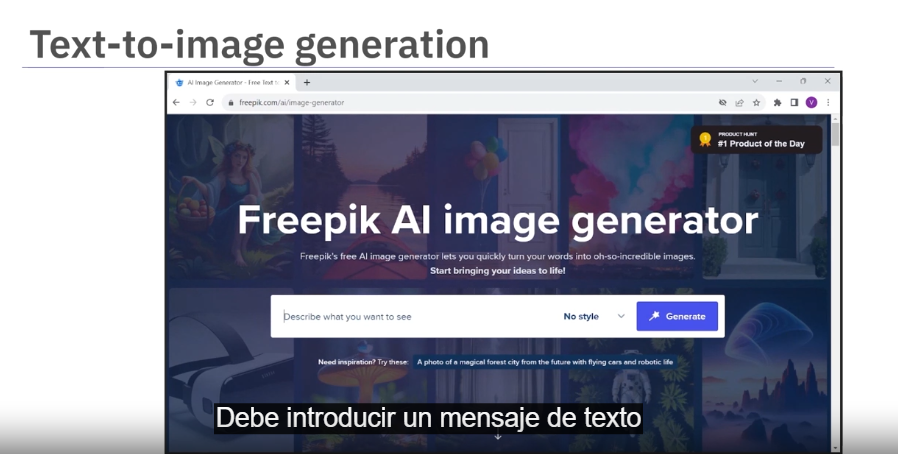 Text-to-image generation
AI Image Generator - Free Text to
freepik.com/ai/image-generator
PRODUCT HUNT
#1 Product of the Day
Freepik AI image generator
Freepik's free AI image generator lets you quickly turn your words into oh-so-incredible images.
Start bringing your ideas to life!
Describe what you want to see
No style
Generate
Need inspiration? Try these:
A photo of a magical forest city from the future with flying cars and robotic life
Debe introducir un mensaje de texto